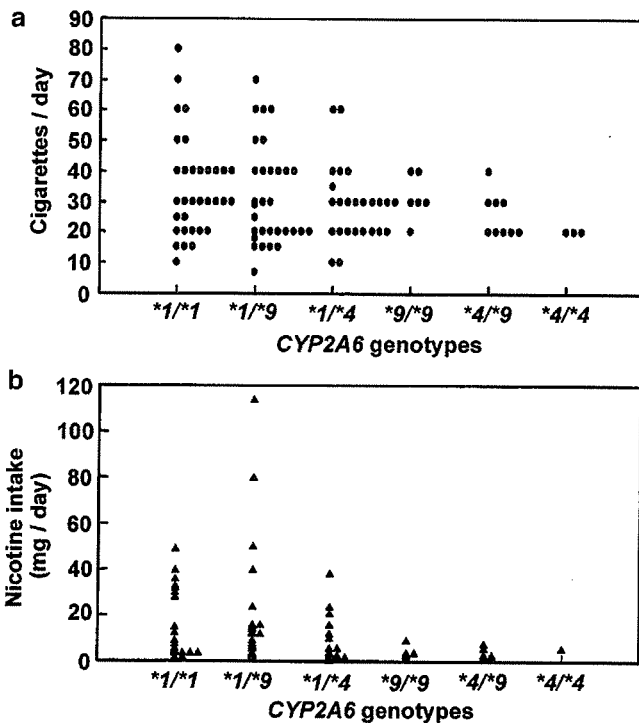 a
Cigarettes / day
90
80
70
60
50
40
30
20
10
0
*1/*1 *1/*9 *1/*4 *9/*9 *4/*9 *4/*4
CYP2A6 genotypes
b
Nicotine intake
(mg / day)
120
100
80
60
40
20
0
*1/*1 *1/*9 *1/*4 *9/*9 *4/*9 *4/*4
CYP2A6 genotypes